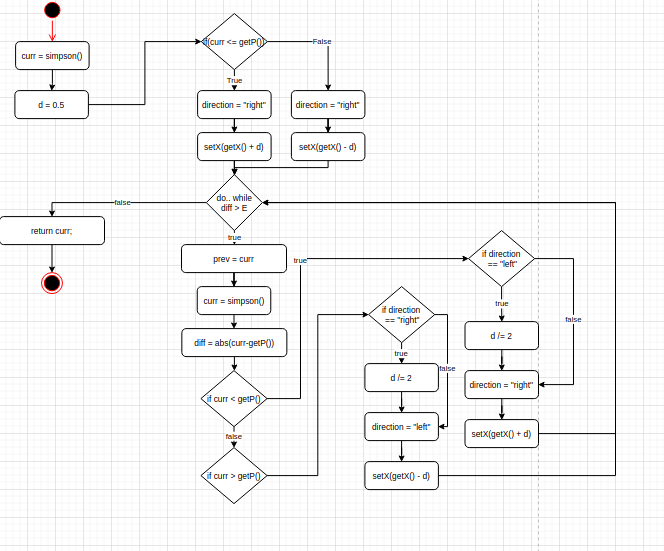 curr = simpson()
d = 0.5
if(curr <= getP())
False
True
direction = "right"
direction = "right"
setX(getX() + d)
setX(getX() - d)
do.. while
diff > E
false
return curr;
true
prev = curr
curr = simpson()
diff = abs(curr-getP())
if curr < getP()
true
false
if curr > getP()
if direction
== "right"
true
false
d /= 2
direction = "left"
setX(getX() - d)
if direction
== "left"
true
false
d /= 2
direction = "right"
setX(getX() + d)